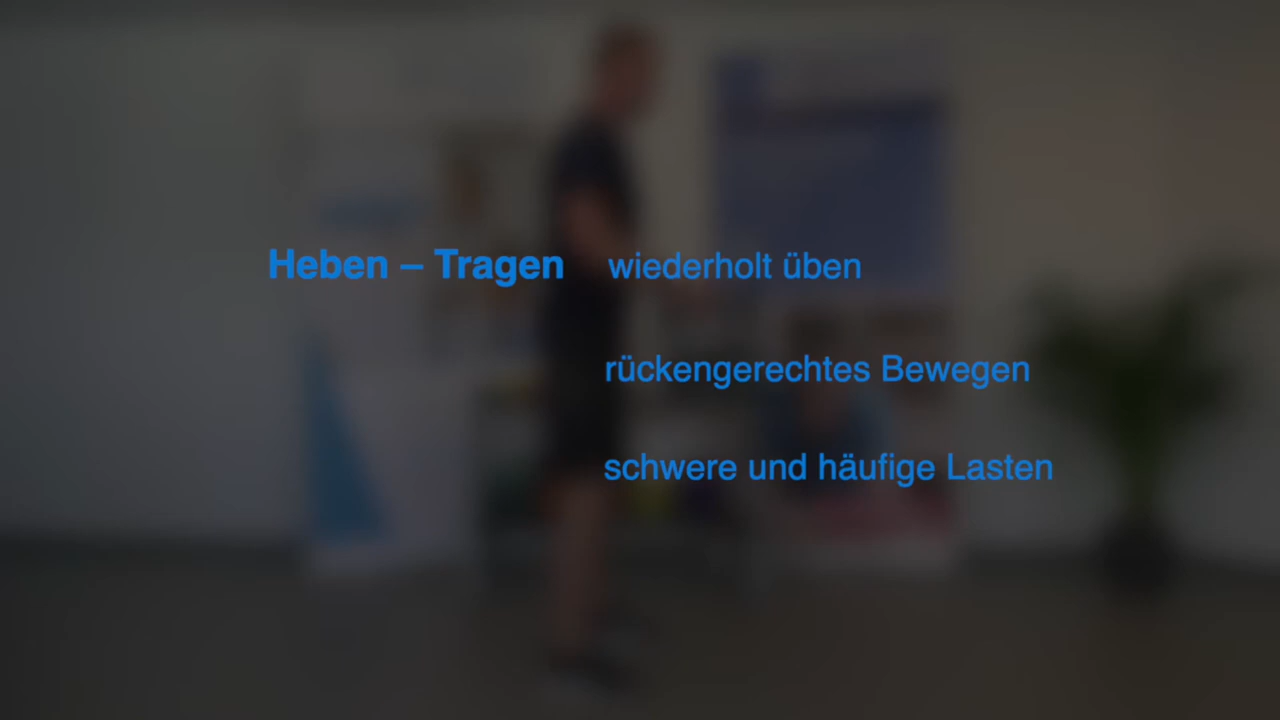 Heben – Tragen wiederholt üben
rückengerechtes Bewegen
schwere und häufige Lasten